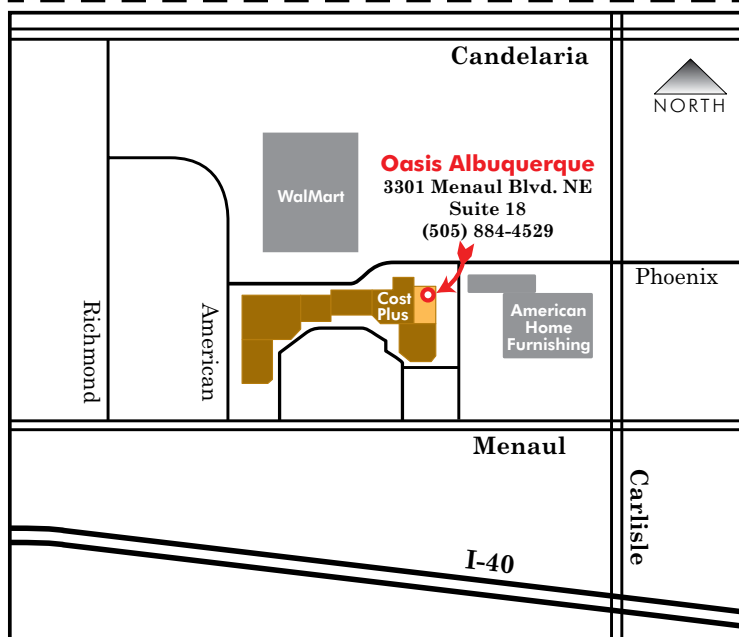 Candelaria
NORTH
Oasis Albuquerque
3301 Menaul Blvd. NE
Suite 18
(505) 884-4529
WalMart
Phoenix
Cost
Plus
American
Home
Furnishing
Richmond
American
Menaul
Carlisle
I-40